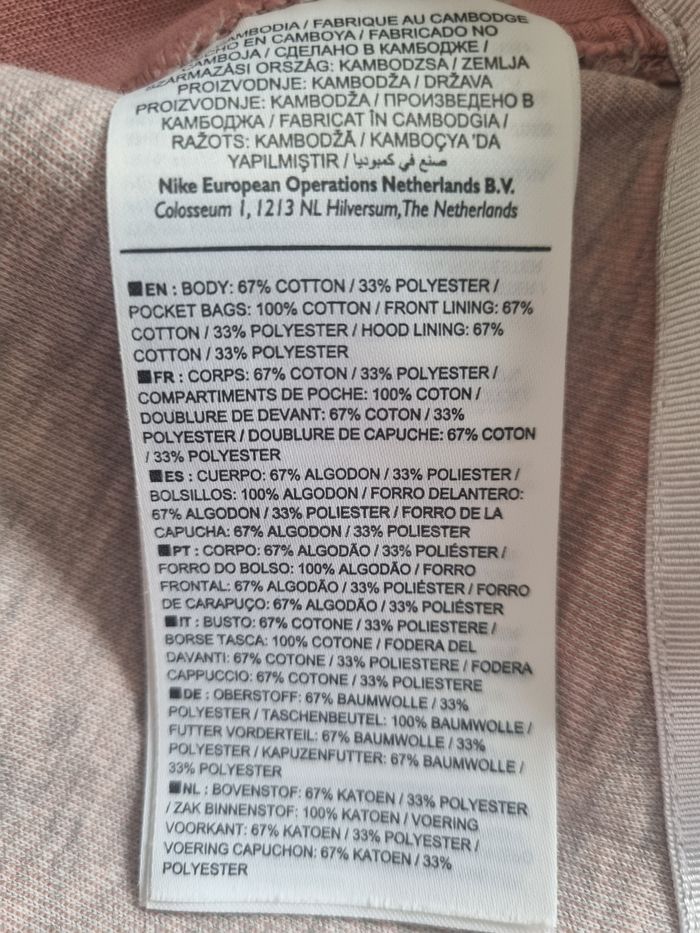 CAMBODIA / FABRIQUE AU CAMBODGE
HECHO EN CAMBOYA / FABRICADO NO
CAMBOJA / СДЕЛАНО В КАМБОДЖЕ /
SZÁRMAZÁSI ORSZÁG: KAMBODZSA / ZEMLJA
PROIZVODNJE: KAMBODŽA / DRŽAVA
PROIZVODNJE: KAMBODŽA / ПРОИЗВЕДЕНО В
КАМБОДЖА / FABRICAT ÎN CAMBODGIA /
RAŽOTS: KAMBODŽĀ / KAMBOÇYA 'DA
YAPILMIŞTIR / صنع في كمبوديا
Nike European Operations Netherlands B.V.
Colosseum 1, 1213 NL Hilversum, The Netherlands
EN : BODY: 67% COTTON / 33% POLYESTER /
POCKET BAGS: 100% COTTON / FRONT LINING: 67%
COTTON / 33% POLYESTER / HOOD LINING: 67%
COTTON / 33% POLYESTER
FR : CORPS: 67% COTON / 33% POLYESTER /
COMPARTIMENTS DE POCHE: 100% COTON /
DOUBLURE DE DEVANT: 67% COTON / 33%
POLYESTER / DOUBLURE DE CAPUCHE: 67% COTON
/ 33% POLYESTER
ES : CUERPO: 67% ALGODON / 33% POLIESTER /
BOLSILLOS: 100% ALGODON / FORRO DELANTERO:
67% ALGODON / 33% POLIESTER / FORRO DE LA
CAPUCHA: 67% ALGODON / 33% POLIESTER
PT : CORPO: 67% ALGODÃO / 33% POLIÉSTER /
FORRO DO BOLSO: 100% ALGODÃO / FORRO
FRONTAL: 67% ALGODÃO / 33% POLIÉSTER / FORRO
DE CARAPUÇO: 67% ALGODÃO / 33% POLIÉSTER
IT : BUSTO: 67% COTONE / 33% POLIESTERE /
BORSE TASCA: 100% COTONE / FODERA DEL
DAVANTI: 67% COTONE / 33% POLIESTERE / FODERA
CAPPUCCIO: 67% COTONE / 33% POLIESTERE
DE : OBERSTOFF: 67% BAUMWOLLE / 33%
POLYESTER / TASCHENBEUTEL: 100% BAUMWOLLE /
FUTTER VORDERTEIL: 67% BAUMWOLLE / 33%
POLYESTER / KAPUZENFUTTER: 67% BAUMWOLLE /
33% POLYESTER
NL : BOVENSTOF: 67% KATOEN / 33% POLYESTER
/ ZAK BINNENSTOF: 100% KATOEN / VOERING
VOORKANT: 67% KATOEN / 33% POLYESTER /
VOERING CAPUCHON: 67% KATOEN / 33%
POLYESTER